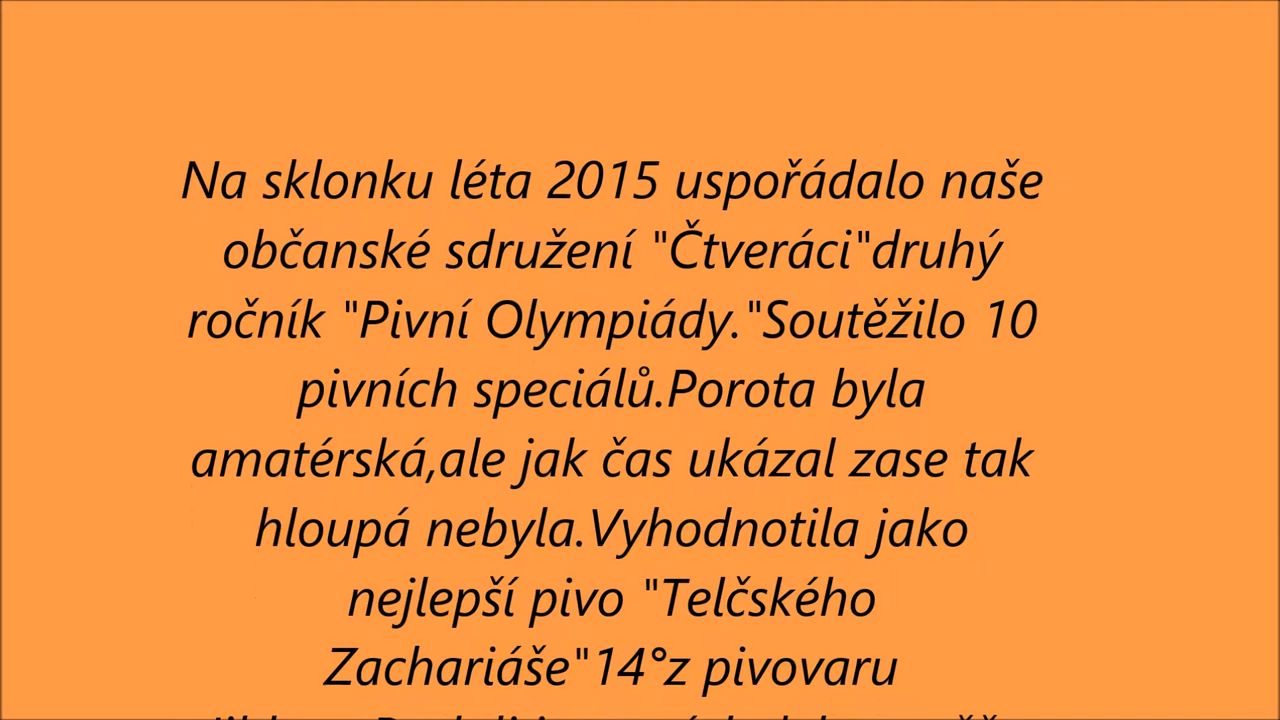 Na sklonku léta 2015 uspořádalo naše
občanské sdružení "Čtveráci"druhý
ročník "Pivní Olympiády."Soutěžilo 10
pivních speciálů.Porota byla
amatérská,ale jak čas ukázal zase tak
hloupá nebyla.Vyhodnotila jako
nejlepší pivo "Telčského
Zachariáše"14°z pivovaru